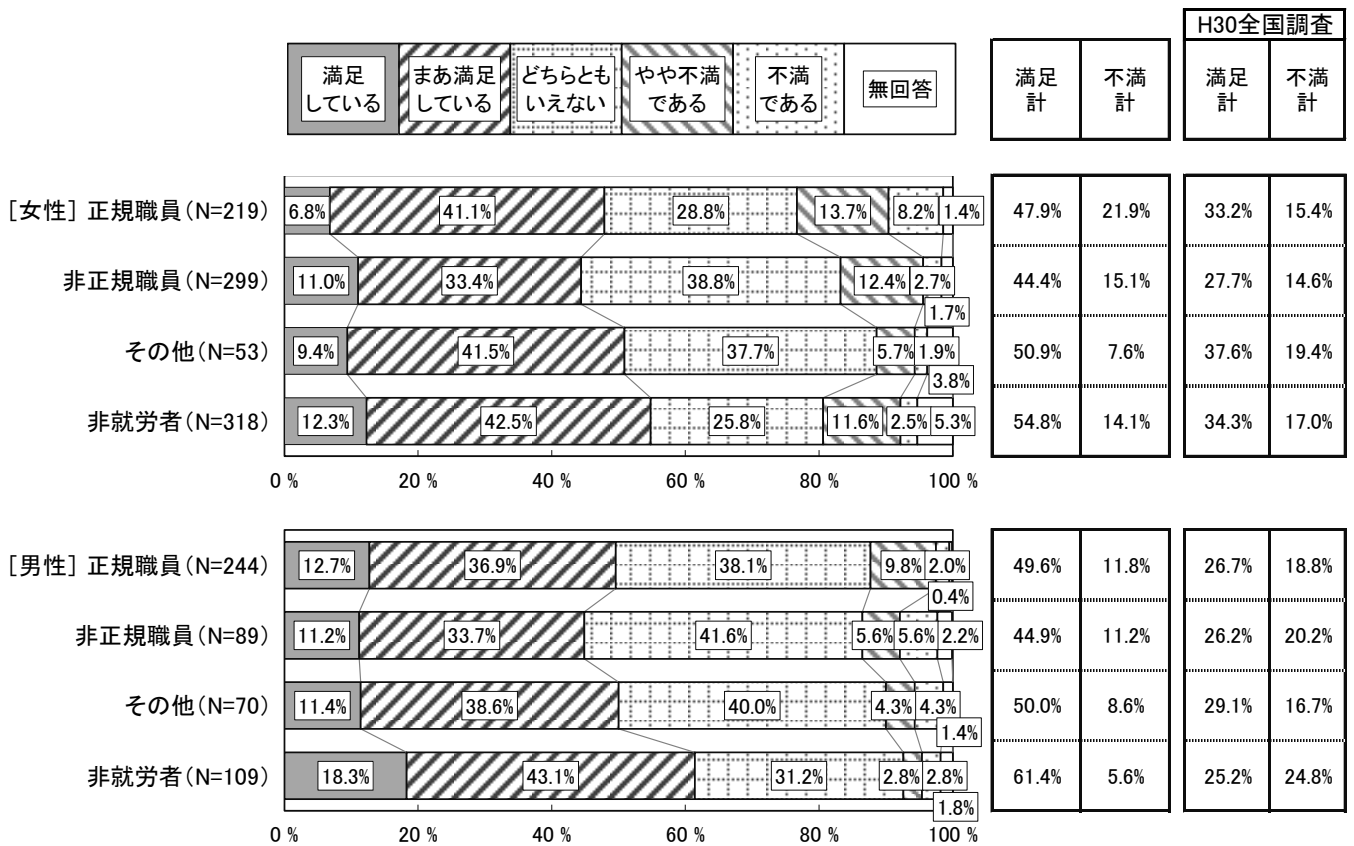 H30全国調査
満足
している
まあ満足
している
どちらとも
いえない
やや不満
である
不満
である
無回答
満足
計
不満
計
満足
計
不満
計
[女性] 正規職員(N=219) 6.8% 41.1% 28.8% 13.7% 8.2% 1.4% 47.9% 21.9% 33.2% 15.4%
非正規職員(N=299) 11.0% 33.4% 38.8% 12.4% 2.7% 1.7% 44.4% 15.1% 27.7% 14.6%
その他(N=53) 9.4% 41.5% 37.7% 5.7% 1.9% 3.8% 50.9% 7.6% 37.6% 19.4%
非就労者(N=318) 12.3% 42.5% 25.8% 11.6% 2.5% 5.3% 54.8% 14.1% 34.3% 17.0%
0 % 20 % 40 % 60 % 80 % 100 %
[男性] 正規職員(N=244) 12.7% 36.9% 38.1% 9.8% 2.0% 0.4% 49.6% 11.8% 26.7% 18.8%
非正規職員(N=89) 11.2% 33.7% 41.6% 5.6% 5.6% 2.2% 44.9% 11.2% 26.2% 20.2%
その他(N=70) 11.4% 38.6% 40.0% 4.3% 4.3% 1.4% 50.0% 8.6% 29.1% 16.7%
非就労者(N=109) 18.3% 43.1% 31.2% 2.8% 2.8% 1.8% 61.4% 5.6% 25.2% 24.8%
0 % 20 % 40 % 60 % 80 % 100 %